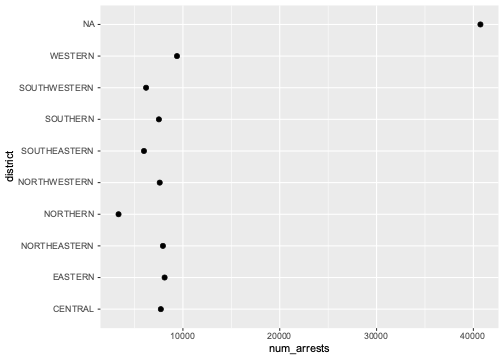 NA
WESTERN
SOUTHWESTERN
SOUTHERN
SOUTHEASTERN
NORTHWESTERN
NORTHERN
NORTHEASTERN
EASTERN
CENTRAL
district
10000 20000 30000 40000
num_arrests